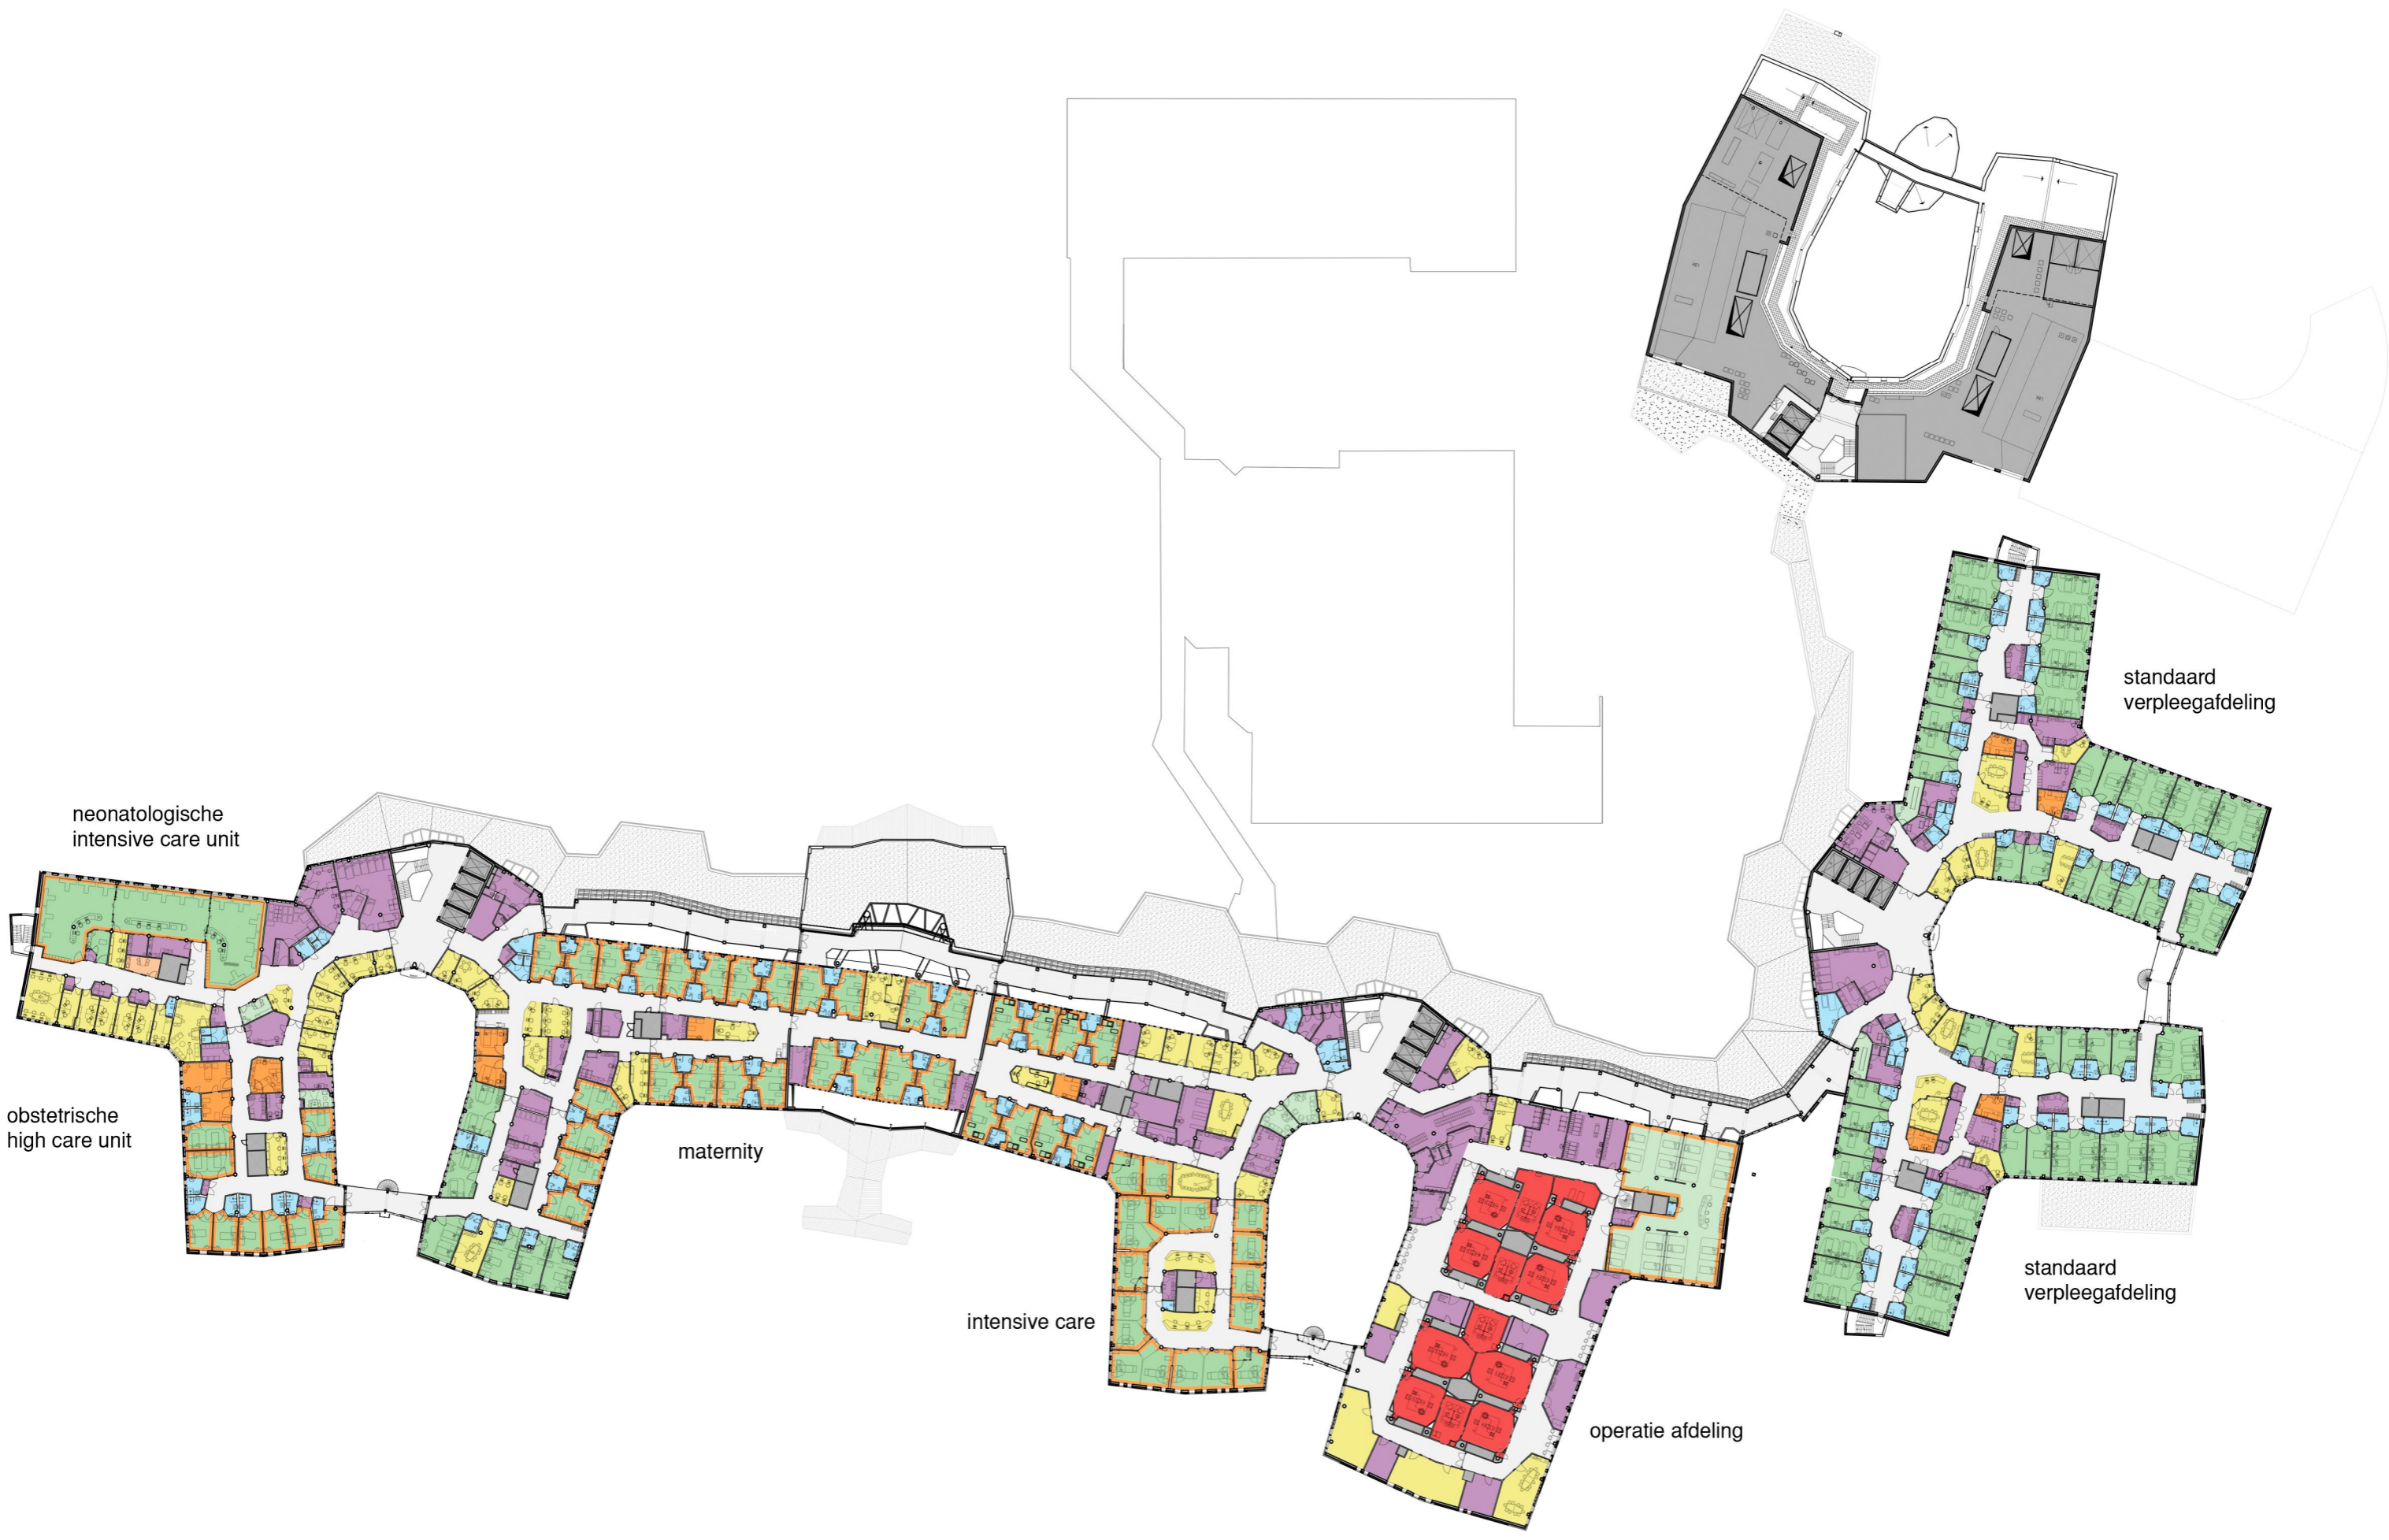 standaard
verpleegafdeling
neonatologische
intensive care unit
obstetrische
high care unit
maternity
standaard
verpleegafdeling
intensive care
operatie afdeling